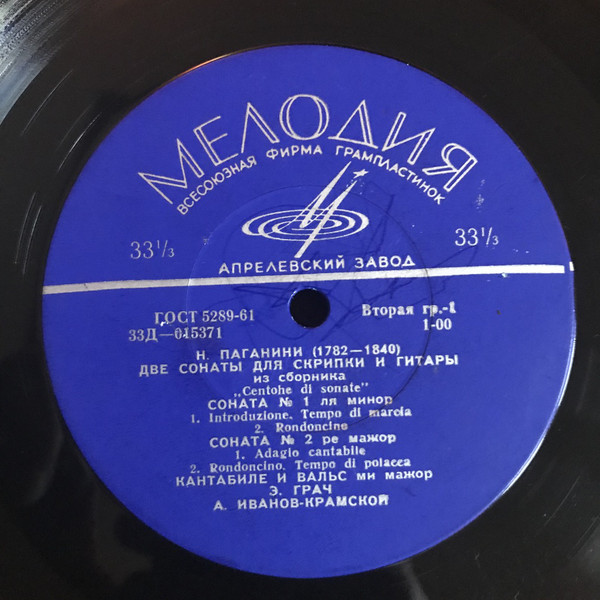 МЕЛОДИЯ
ВСЕСОЮЗНАЯ ФИРМА ГРАМПЛАСТИНОК
33⅓ 33⅓
АПРЕЛЕВСКИЙ ЗАВОД
ГОСТ 5289-61 Вторая гр.-1
33Д—015371 1-00
Н. ПАГАНИНИ (1782—1840)
ДВЕ СОНАТЫ ДЛЯ СКРИПКИ И ГИТАРЫ
из сборника
„Centohe di sonate"
СОНАТА № 1 лл минор
1. Introduzione. Tempo di marcia
2. Rondoncino
СОНАТА № 2 ре мажор
1. Adagio cantabile
2. Rondoncino. Tempo di polacca
КАНТАБИЛЕ И ВАЛЬС ми мажор
Э. ГРАЧ
А. ИВАНОВ-КРАМСКОЙ